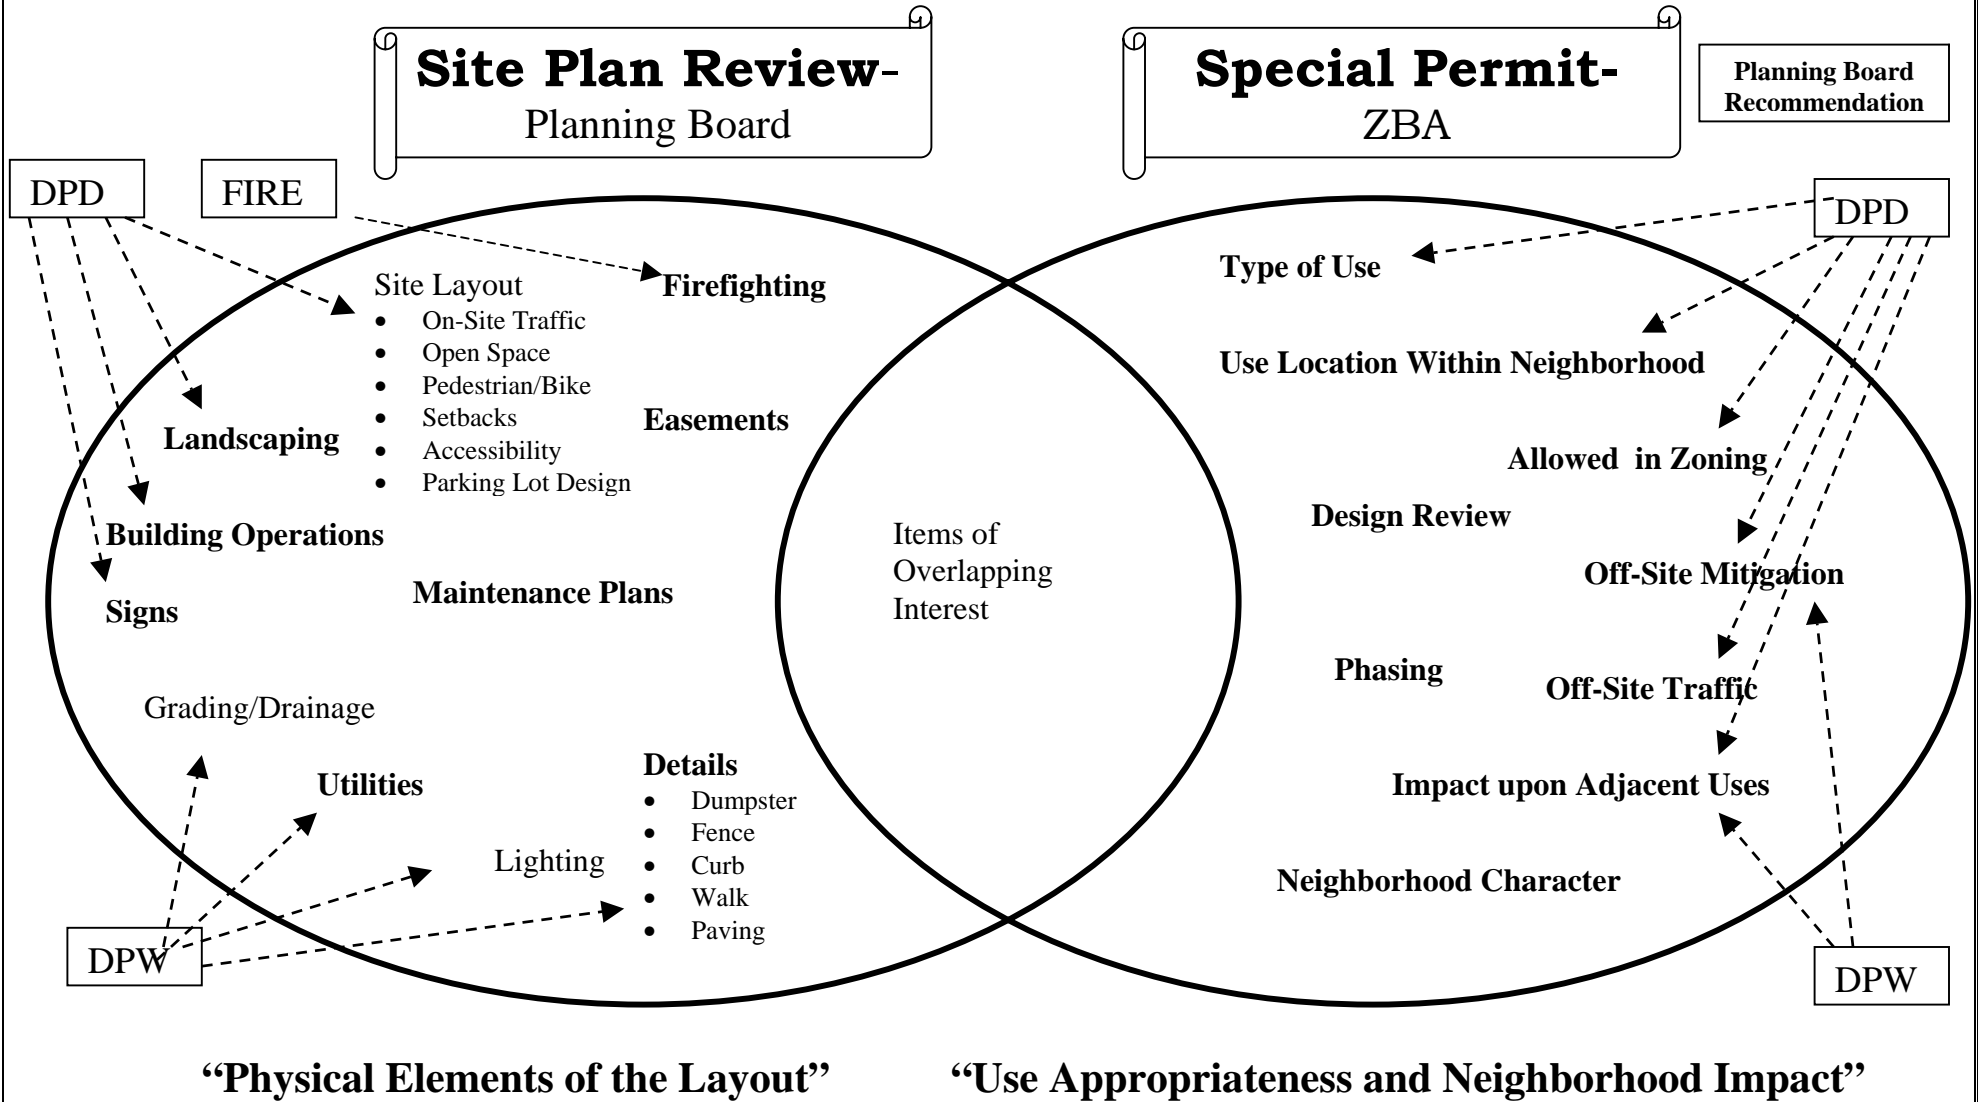 Site Plan Review-
Planning Board
Special Permit-
ZBA
Planning Board
Recommendation
DPD
FIRE
DPD
Site Layout
• On-Site Traffic
• Open Space
• Pedestrian/Bike
• Setbacks
• Accessibility
• Parking Lot Design
Firefighting
Easements
Landscaping
Building Operations
Signs
Maintenance Plans
Grading/Drainage
Utilities
Lighting
Details
• Dumpster
• Fence
• Curb
• Walk
• Paving
DPW
Items of
Overlapping
Interest
Type of Use
Use Location Within Neighborhood
Allowed in Zoning
Design Review
Off-Site Mitigation
Phasing
Off-Site Traffic
Impact upon Adjacent Uses
Neighborhood Character
DPW
“Physical Elements of the Layout”
“Use Appropriateness and Neighborhood Impact”